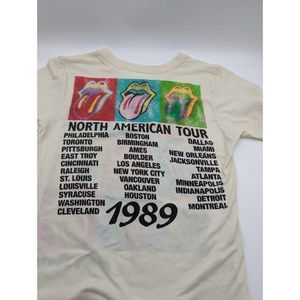 NORTH AMERICAN TOUR
PHILADELPHIA
TORONTO
PITTSBURGH
EAST TROY
CINCINNATI
RALEIGH
ST. LOUIS
LOUISVILLE
SYRACUSE
WASHINGTON
CLEVELAND
BOSTON
BIRMINGHAM
AMES
BOULDER
LOS ANGELES
NEW YORK CITY
VANCOUVER
OAKLAND
HOUSTON
DALLAS
MIAMI
NEW ORLEANS
JACKSONVILLE
TAMPA
ATLANTA
MINNEAPOLIS
INDIANAPOLIS
DETROIT
MONTREAL
1989